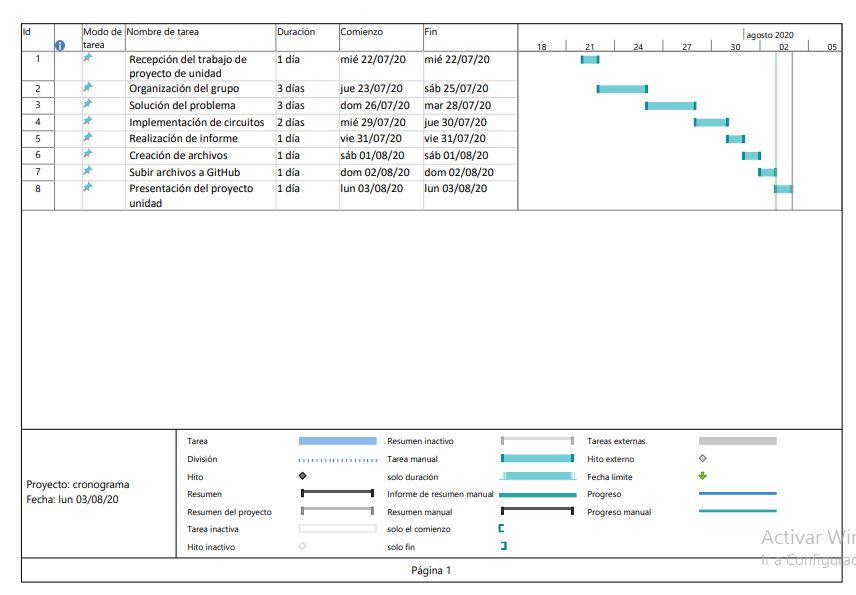 Id Modo de tarea Nombre de tarea Duración Comienzo Fin
agosto 2020
18 21 24 27 30 02 05
1 Recepción del trabajo de proyecto de unidad 1 día mié 22/07/20 mié 22/07/20
2 Organización del grupo 3 días jue 23/07/20 sáb 25/07/20
3 Solución del problema 3 días dom 26/07/20 mar 28/07/20
4 Implementación de circuitos 2 días mié 29/07/20 jue 30/07/20
5 Realización de informe 1 día vie 31/07/20 vie 31/07/20
6 Creación de archivos 1 día sáb 01/08/20 sáb 01/08/20
7 Subir archivos a GitHub 1 día dom 02/08/20 dom 02/08/20
8 Presentación del proyecto unidad 1 día lun 03/08/20 lun 03/08/20
Proyecto: cronograma
Fecha: lun 03/08/20
Tarea Resumen inactivo Tareas externas
División Tarea manual Hito externo
Hito solo duración Fecha límite
Resumen Informe de resumen manual Progreso
Resumen del proyecto Resumen manual Progreso manual
Tarea inactiva solo el comienzo
Hito inactivo solo fin
Activar Win
Ir a Configurac
Página 1